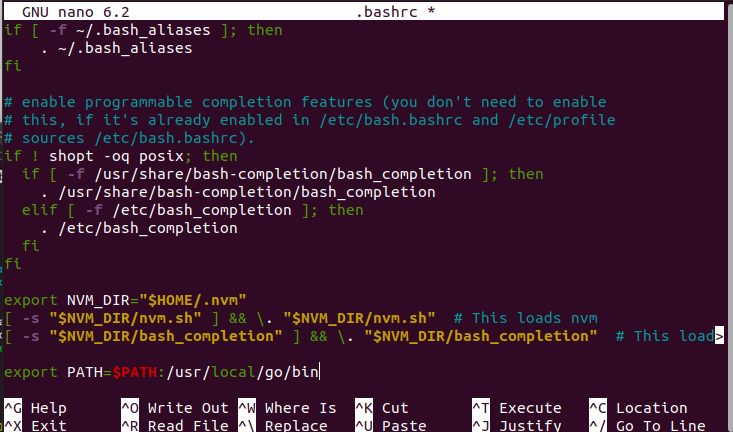 GNU nano 6.2 .bashrc *
if [ -f ~/.bash_aliases ]; then
    . ~/.bash_aliases
fi

# enable programmable completion features (you don't need to enable
# this, if it's already enabled in /etc/bash.bashrc and /etc/profile
# sources /etc/bash.bashrc).
if ! shopt -oq posix; then
  if [ -f /usr/share/bash-completion/bash_completion ]; then
    . /usr/share/bash-completion/bash_completion
  elif [ -f /etc/bash_completion ]; then
    . /etc/bash_completion
  fi
fi

export NVM_DIR="$HOME/.nvm"
[ -s "$NVM_DIR/nvm.sh" ] && \. "$NVM_DIR/nvm.sh"  # This loads nvm
[ -s "$NVM_DIR/bash_completion" ] && \. "$NVM_DIR/bash_completion"  # This load>

export PATH=$PATH:/usr/local/go/bin

^G Help ^O Write Out ^W Where Is ^K Cut ^T Execute ^C Location
^X Exit ^R Read File ^\ Replace ^U Paste ^J Justify ^/ Go To Line